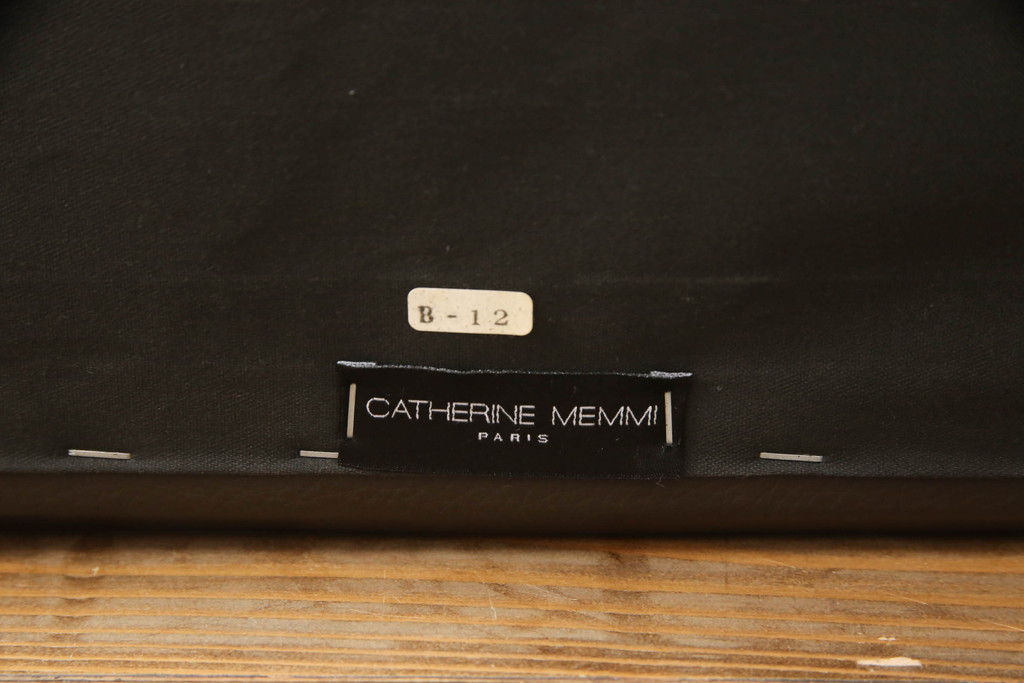 B-12
CATHERINE MEMMI
PARIS